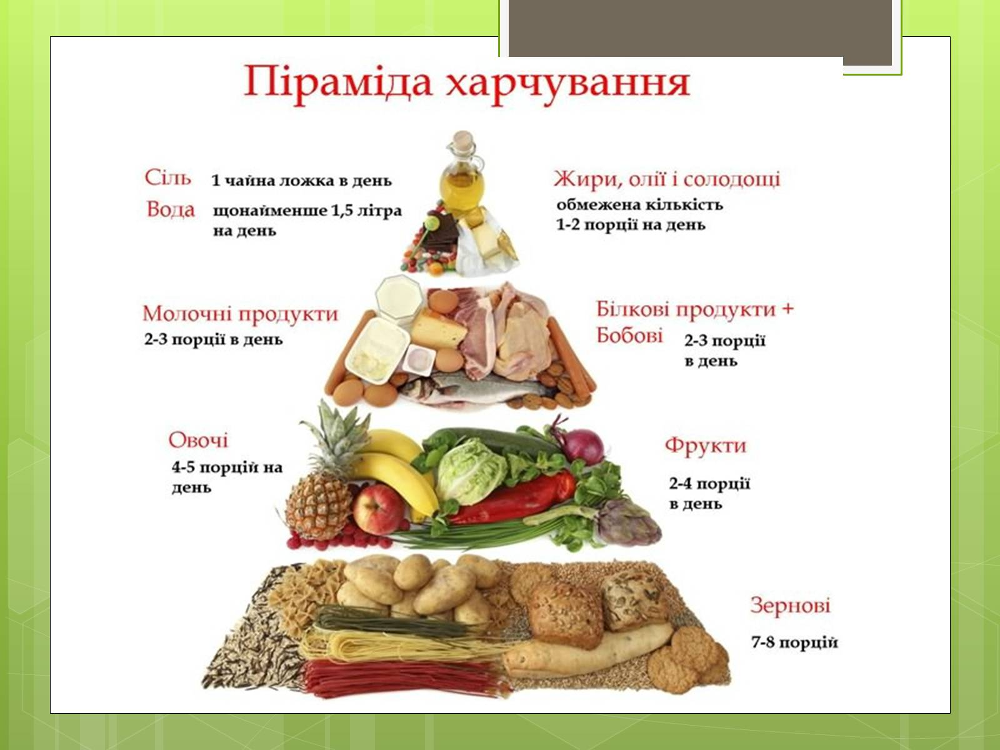 Піраміда харчування
Сіль 1 чайна ложка в день
Вода щонайменше 1,5 літра
на день
Жири, олії і солодощі
обмежена кількість
1-2 порції на день
Молочні продукти
2-3 порції в день
Білкові продукти +
Бобові 2-3 порції
в день
Овочі
4-5 порцій на
день
Фрукти
2-4 порції
в день
Зернові
7-8 порцій